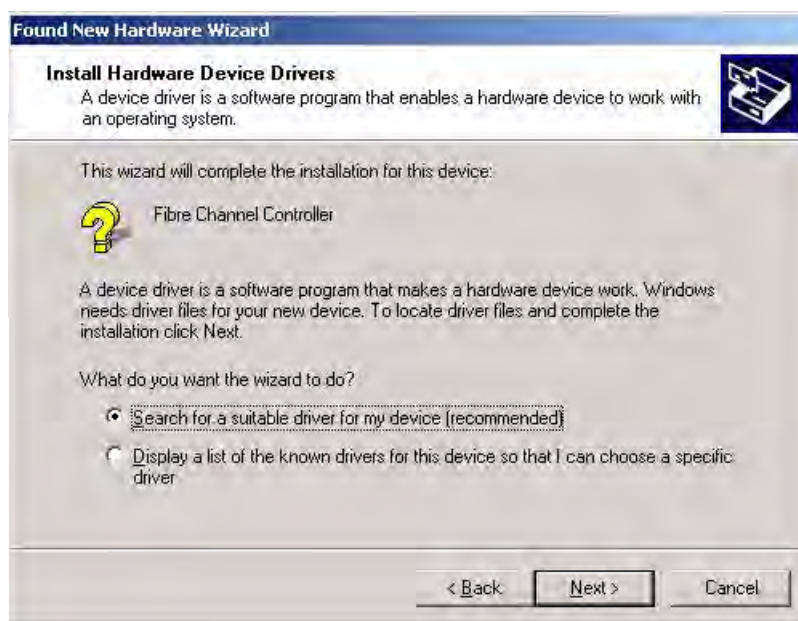 Found New Hardware Wizard
Install Hardware Device Drivers
A device driver is a software program that enables a hardware device to work with
an operating system.
This wizard will complete the installation for this device:
Fibre Channel Controller
A device driver is a software program that makes a hardware device work. Windows
needs driver files for your new device. To locate driver files and complete the
installation click Next.
What do you want the wizard to do?
Search for a suitable driver for my device (recommended)
Display a list of the known drivers for this device so that I can choose a specific
driver
< Back Next > Cancel